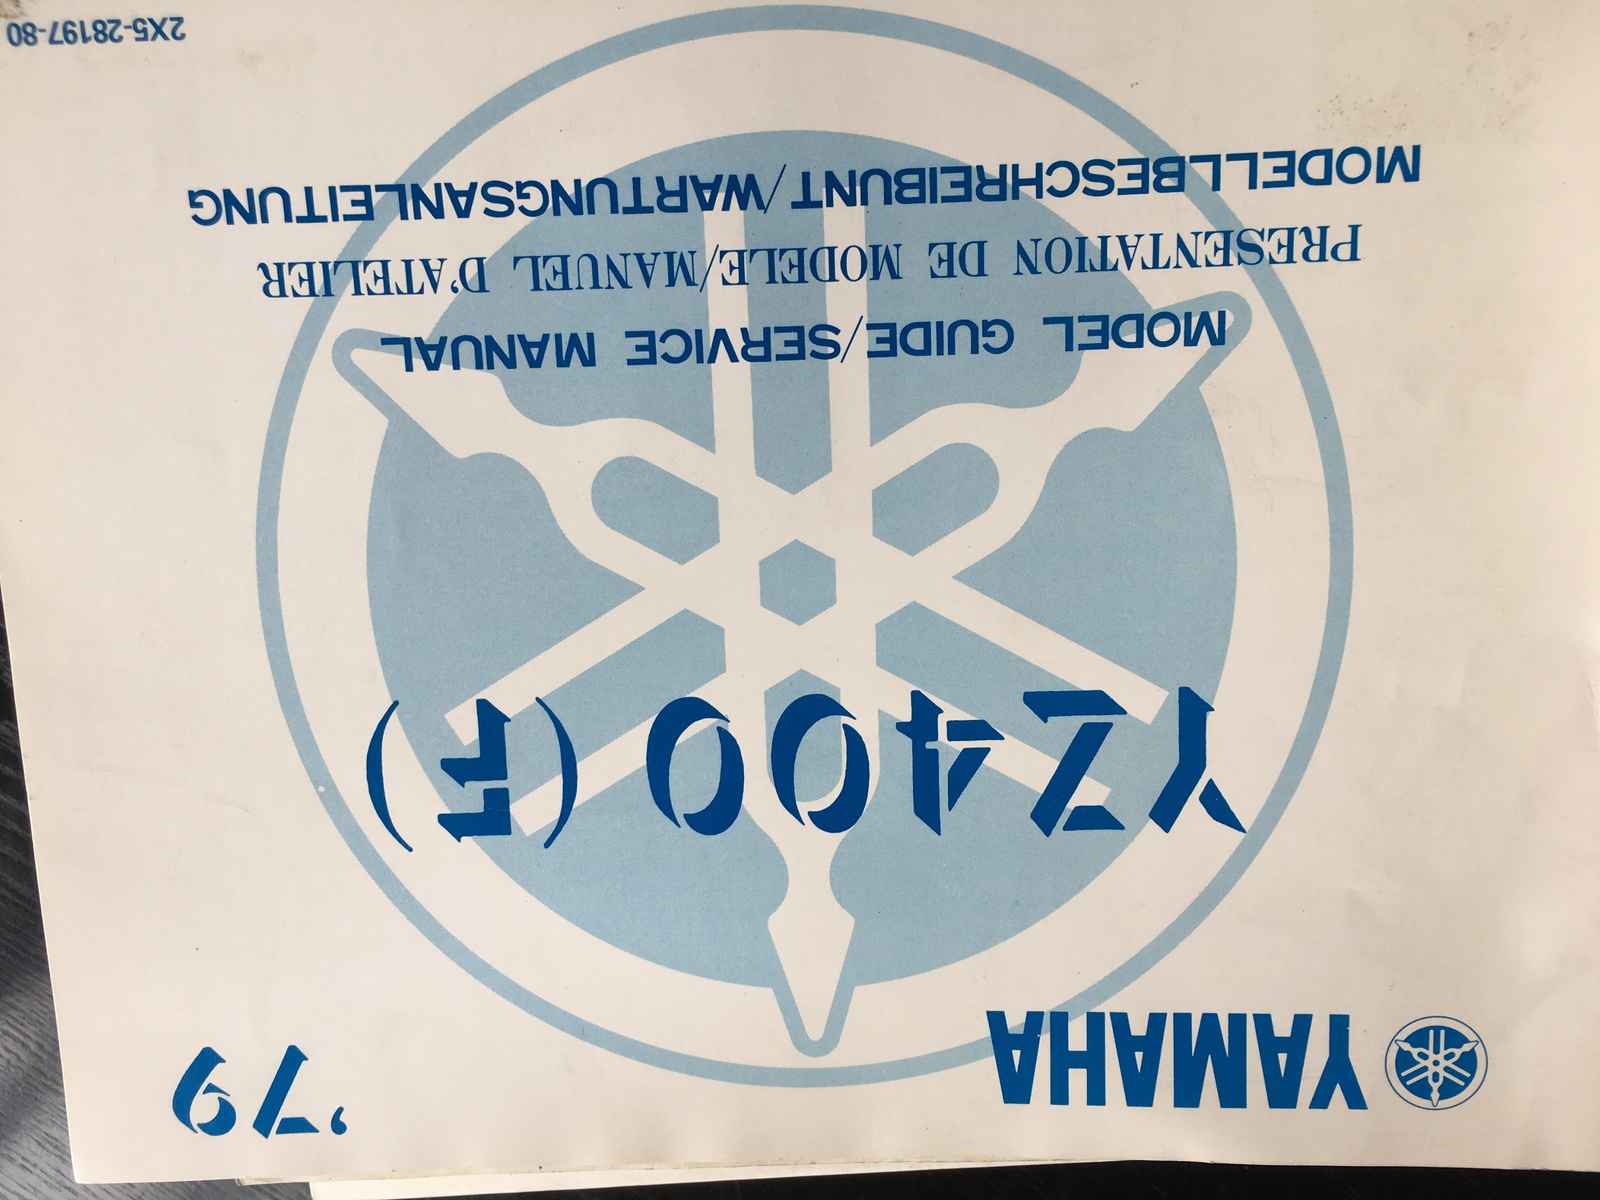 YAMAHA
'79
YZ400 (F)
MODEL GUIDE/SERVICE MANUAL
PRESENTATION DE MODELE/MANUEL D'ATELIER
MODELLBESCHREIBUNT/WARTUNGSANLEITUNG
2X5-28197-80